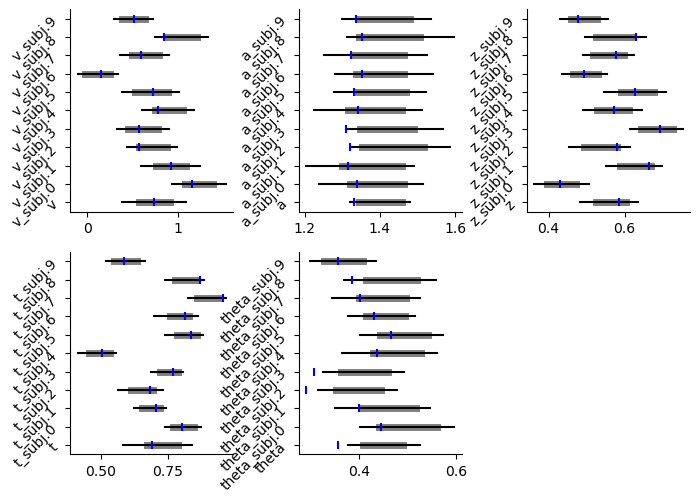 v_subj.9
v_subj.8
v_subj.7
v_subj.6
v_subj.5
v_subj.4
v_subj.3
v_subj.2
v_subj.1
v_subj.0
v
0 1
a_subj.9
a_subj.8
a_subj.7
a_subj.6
a_subj.5
a_subj.4
a_subj.3
a_subj.2
a_subj.1
a_subj.0
a
1.2 1.4 1.6
z_subj.9
z_subj.8
z_subj.7
z_subj.6
z_subj.5
z_subj.4
z_subj.3
z_subj.2
z_subj.1
z_subj.0
z
0.4 0.6
t_subj.9
t_subj.8
t_subj.7
t_subj.6
t_subj.5
t_subj.4
t_subj.3
t_subj.2
t_subj.1
t_subj.0
t
0.50 0.75
theta_subj.9
theta_subj.8
theta_subj.7
theta_subj.6
theta_subj.5
theta_subj.4
theta_subj.3
theta_subj.2
theta_subj.1
theta_subj.0
theta
0.4 0.6